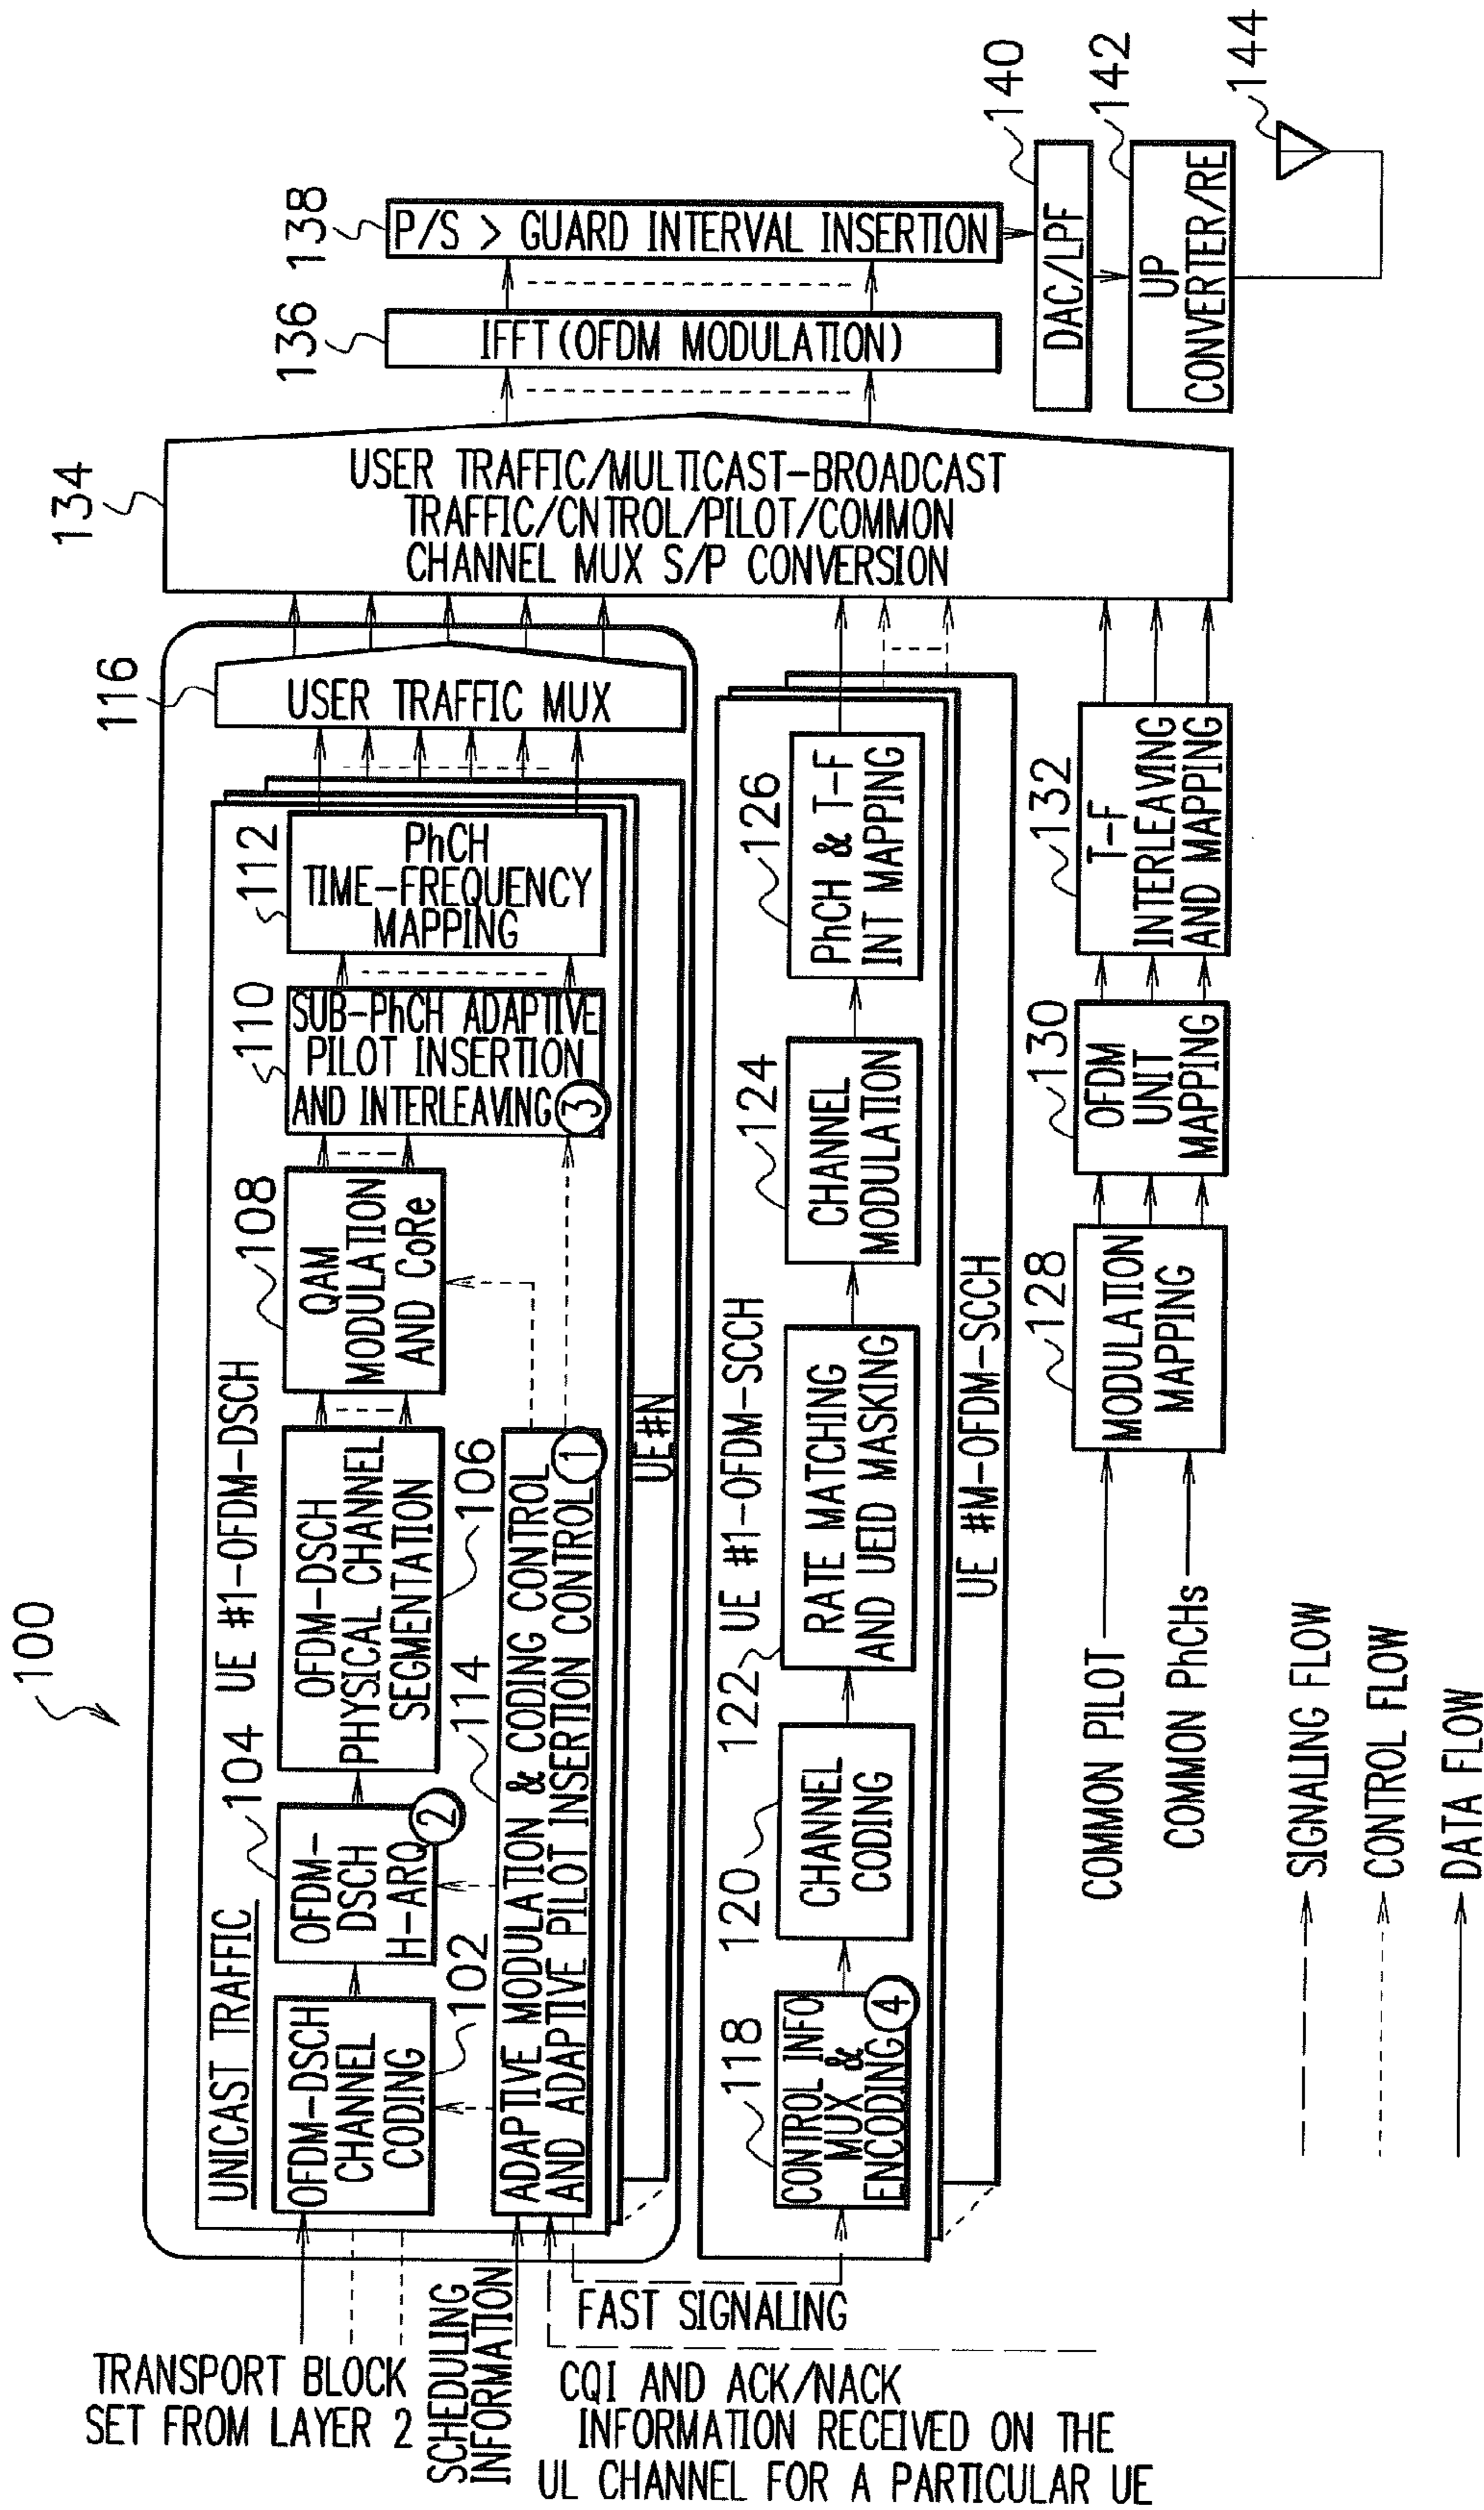 100
UNICAST TRAFFIC
104
UE #1-OFDM-DSCH
OFDM-DSCH
CHANNEL
CODING
102
OFDM-
DSCH
H-ARQ
2
OFDM-DSCH
PHYSICAL CHANNEL
SEGMENTATION
106
108
QAM
MODULATION
AND CoRe
110
SUB-PhCH ADAPTIVE
PILOT INSERTION
AND INTERLEAVING
3
112
PhCH
TIME-FREQUENCY
MAPPING
114
ADAPTIVE MODULATION & CODING CONTROL
AND ADAPTIVE PILOT INSERTION CONTROL
1
UE#N
116
USER TRAFFIC MUX
TRANSPORT BLOCK
SET FROM LAYER 2
SCHEDULING
INFORMATION
FAST SIGNALING
CQI AND ACK/NACK
INFORMATION RECEIVED ON THE
UL CHANNEL FOR A PARTICULAR UE
118
CONTROL INFO
MUX &
ENCODING
4
120
CHANNEL
CODING
122
UE #1-OFDM-SCCH
RATE MATCHING
AND UEID MASKING
124
CHANNEL
MODULATION
126
PhCH & T-F
INT MAPPING
UE #M-OFDM-SCCH
COMMON PILOT
COMMON PhCHs
128
MODULATION
MAPPING
130
OFDM
UNIT
MAPPING
132
T-F
INTERLEAVING
AND MAPPING
134
USER TRAFFIC/MULTICAST-BROADCAST
TRAFFIC/CNTROL/PILOT/COMMON
CHANNEL MUX S/P CONVERSION
136
IFFT(OFDM MODULATION)
138
P/S > GUARD INTERVAL INSERTION
140
DAC/LPF
142
UP
CONVERTER/RE
144
SIGNALING FLOW
CONTROL FLOW
DATA FLOW